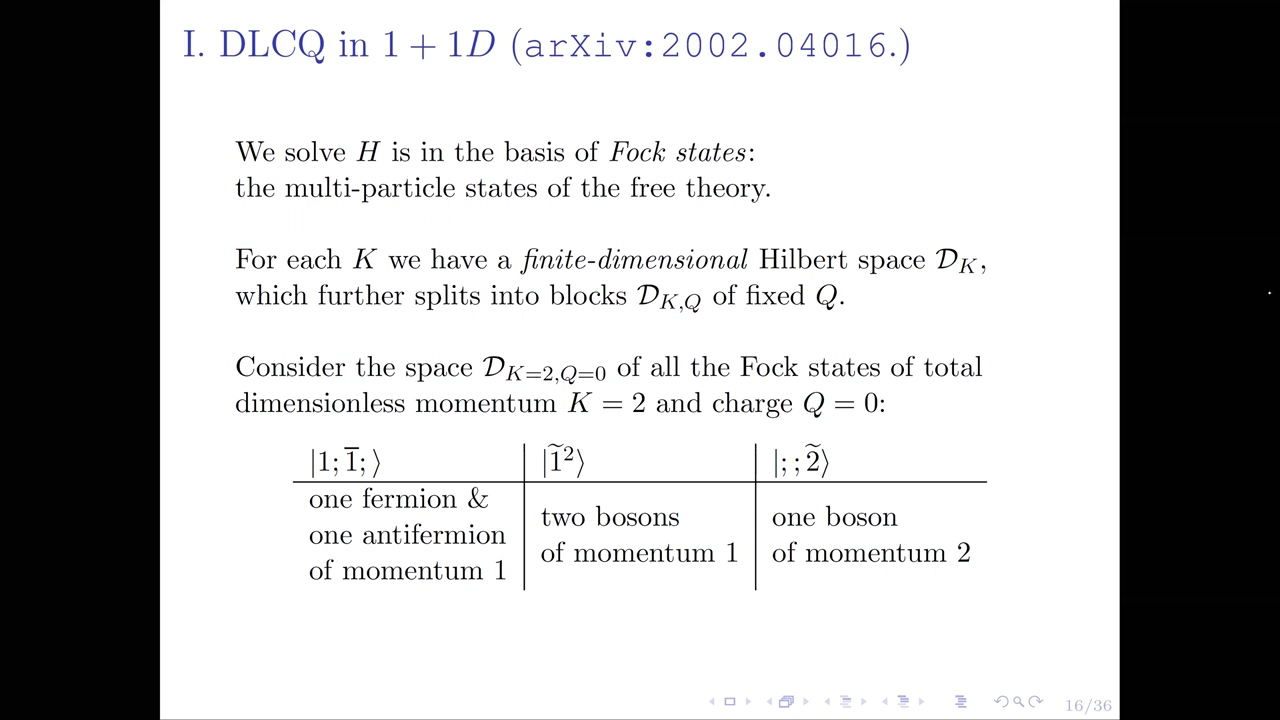 I. DLCQ in 1 + 1D (arXiv:2002.04016.)
We solve H is in the basis of Fock states:
the multi-particle states of the free theory.
For each K we have a finite-dimensional Hilbert space 𝒟_K,
which further splits into blocks 𝒟_{K,Q} of fixed Q.
Consider the space 𝒟_{K=2,Q=0} of all the Fock states of total
dimensionless momentum K = 2 and charge Q = 0:
|1; 1̅; ⟩ |1̃²⟩ |; ; 2̃⟩
one fermion &
one antifermion
of momentum 1
two bosons
of momentum 1
one boson
of momentum 2
16/36